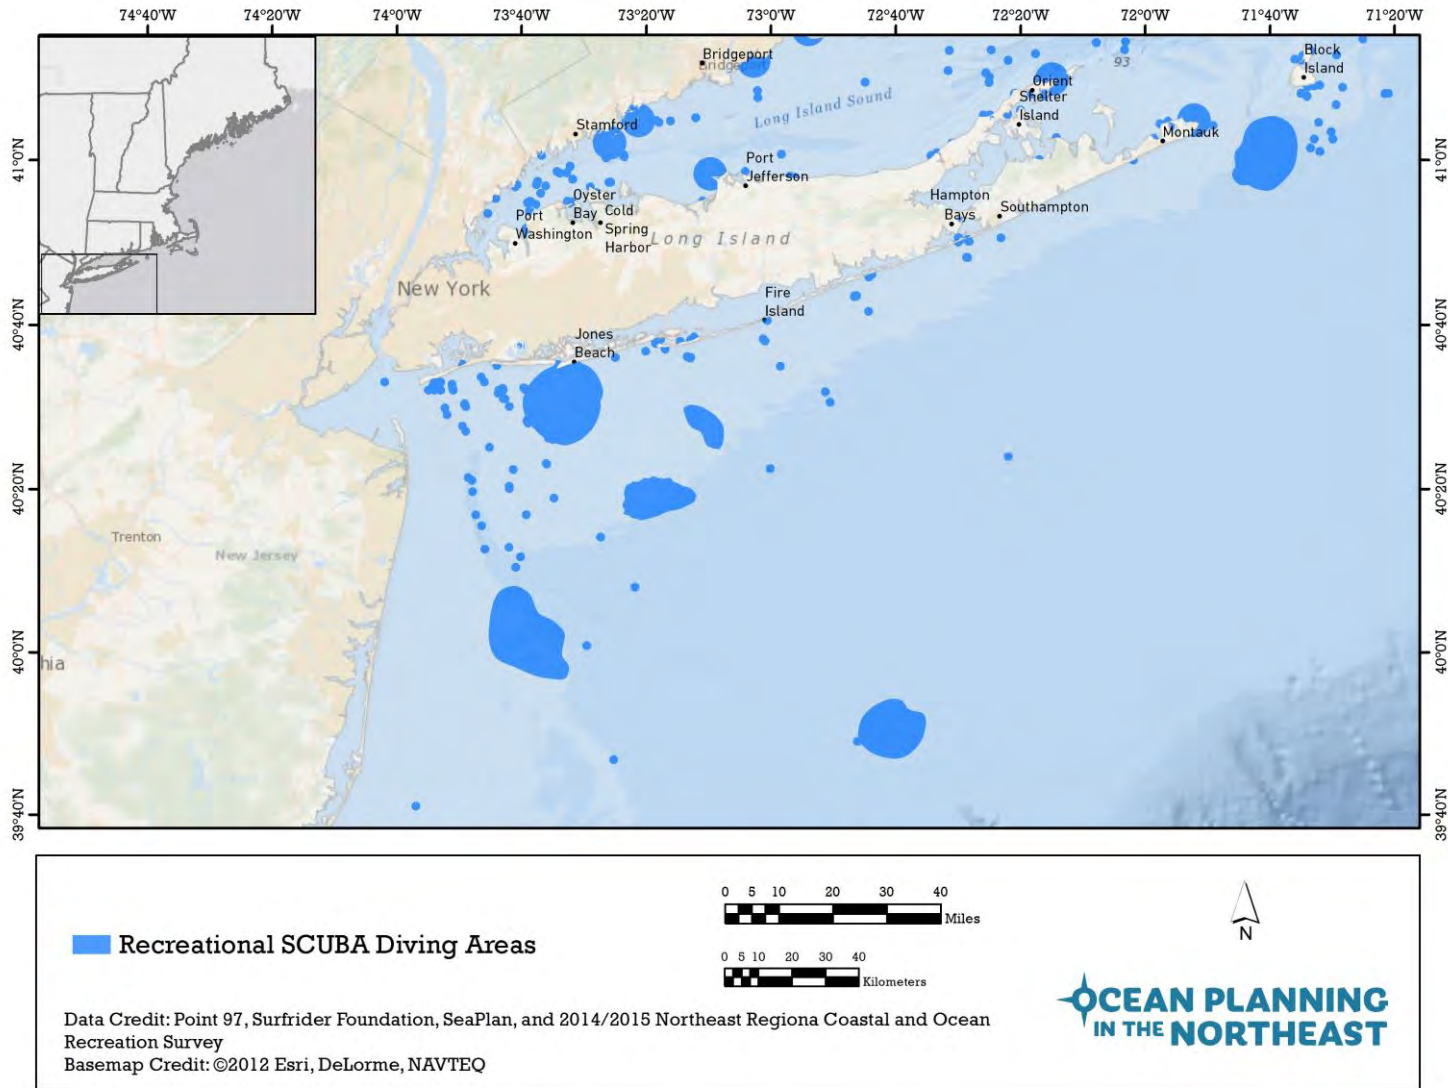 74°40'W 74°20'W 74°0'W 73°40'W 73°20'W 73°0'W 72°40'W 72°20'W 72°0'W 71°40'W 71°20'W
41°0'N
40°40'N
40°20'N
40°0'N
39°40'N
41°0'N
40°40'N
40°20'N
40°0'N
39°40'N
Bridgeport
Bridgeport
Long Island Sound
93
Block
Island
Orient
Shelter
Island
Stamford
Montauk
Port
Jefferson
Oyster
Bay
Cold
Spring
Harbor
Port
Washington
Hampton
Bays
Southampton
Long Island
New York
Fire
Island
Jones
Beach
Trenton
New Jersey
hia
Recreational SCUBA Diving Areas
0 5 10 20 30 40
Miles
0 5 10 20 30 40
Kilometers
N
Data Credit: Point 97, Surfrider Foundation, SeaPlan, and 2014/2015 Northeast Regiona Coastal and Ocean
Recreation Survey
Basemap Credit: ©2012 Esri, DeLorme, NAVTEQ
OCEAN PLANNING
IN THE NORTHEAST